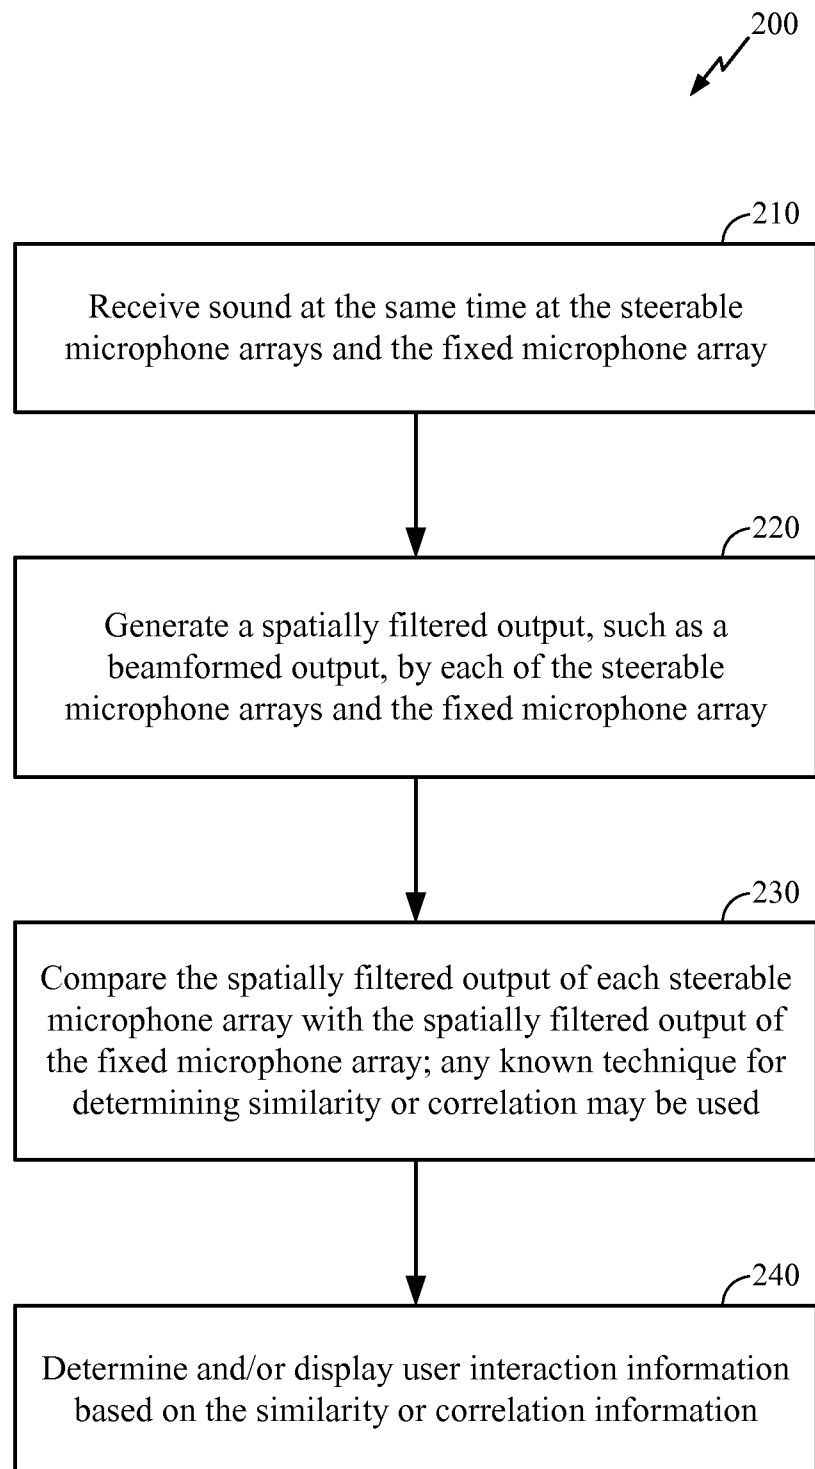 200
210
Receive sound at the same time at the steerable
microphone arrays and the fixed microphone array
220
Generate a spatially filtered output, such as a
beamformed output, by each of the steerable
microphone arrays and the fixed microphone array
230
Compare the spatially filtered output of each steerable
microphone array with the spatially filtered output of
the fixed microphone array; any known technique for
determining similarity or correlation may be used
240
Determine and/or display user interaction information
based on the similarity or correlation information